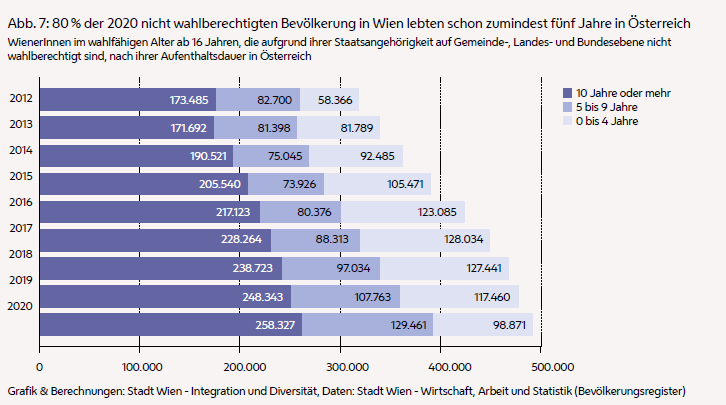 Abb. 7: 80 % der 2020 nicht wahlberechtigten Bevölkerung in Wien lebten schon zumindest fünf Jahre in Österreich
WienerInnen im wahlfähigen Alter ab 16 Jahren, die aufgrund ihrer Staatsangehörigkeit auf Gemeinde-, Landes- und Bundesebene nicht
wahlberechtigt sind, nach ihrer Aufenthaltsdauer in Österreich
2012 173.485 82.700 58.366
2013 171.692 81.398 81.789
2014 190.521 75.045 92.485
2015 205.540 73.926 105.471
2016 217.123 80.376 123.085
2017 228.264 88.313 128.034
2018 238.723 97.034 127.441
2019 248.343 107.763 117.460
2020 258.327 129.461 98.871
10 Jahre oder mehr
5 bis 9 Jahre
0 bis 4 Jahre
0 100.000 200.000 300.000 400.000 500.000
Grafik & Berechnungen: Stadt Wien - Integration und Diversität, Daten: Stadt Wien - Wirtschaft, Arbeit und Statistik (Bevölkerungsregister)